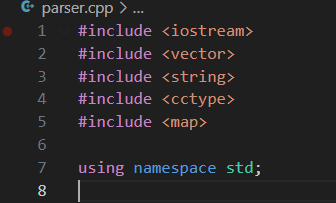 parser.cpp > ...
1 #include <iostream>
2 #include <vector>
3 #include <string>
4 #include <cctype>
5 #include <map>
6
7 using namespace std;
8